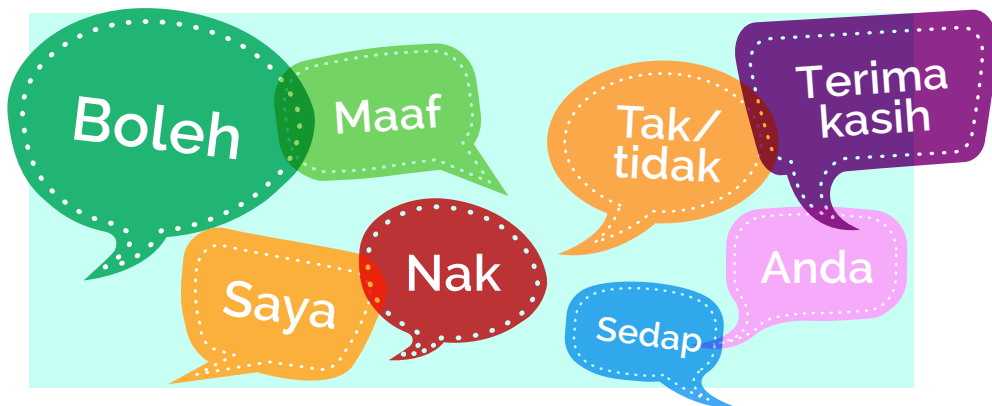 Boleh
Maaf
Tak/
tidak
Terima
kasih
Saya
Nak
Sedap
Anda